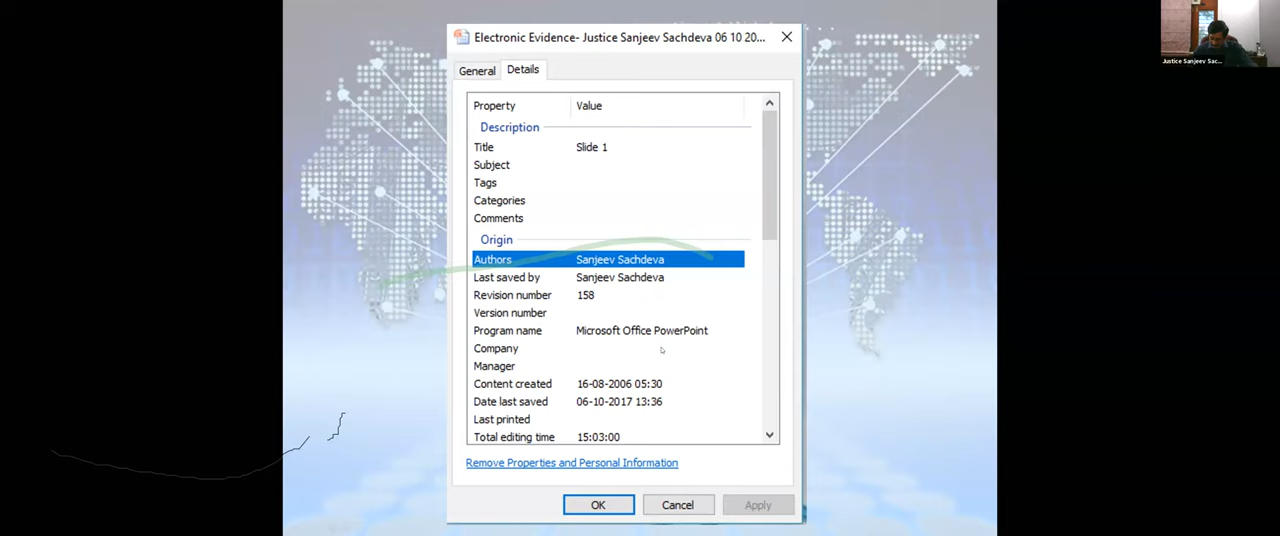 Electronic Evidence- Justice Sanjeev Sachdeva 06 10 20...
Justice Sanjeev Sac...
General Details
Property Value
Description
Title Slide 1
Subject
Tags
Categories
Comments
Origin
Authors Sanjeev Sachdeva
Last saved by Sanjeev Sachdeva
Revision number 158
Version number
Program name Microsoft Office PowerPoint
Company
Manager
Content created 16-08-2006 05:30
Date last saved 06-10-2017 13:36
Last printed
Total editing time 15:03:00
Remove Properties and Personal Information
OK Cancel Apply